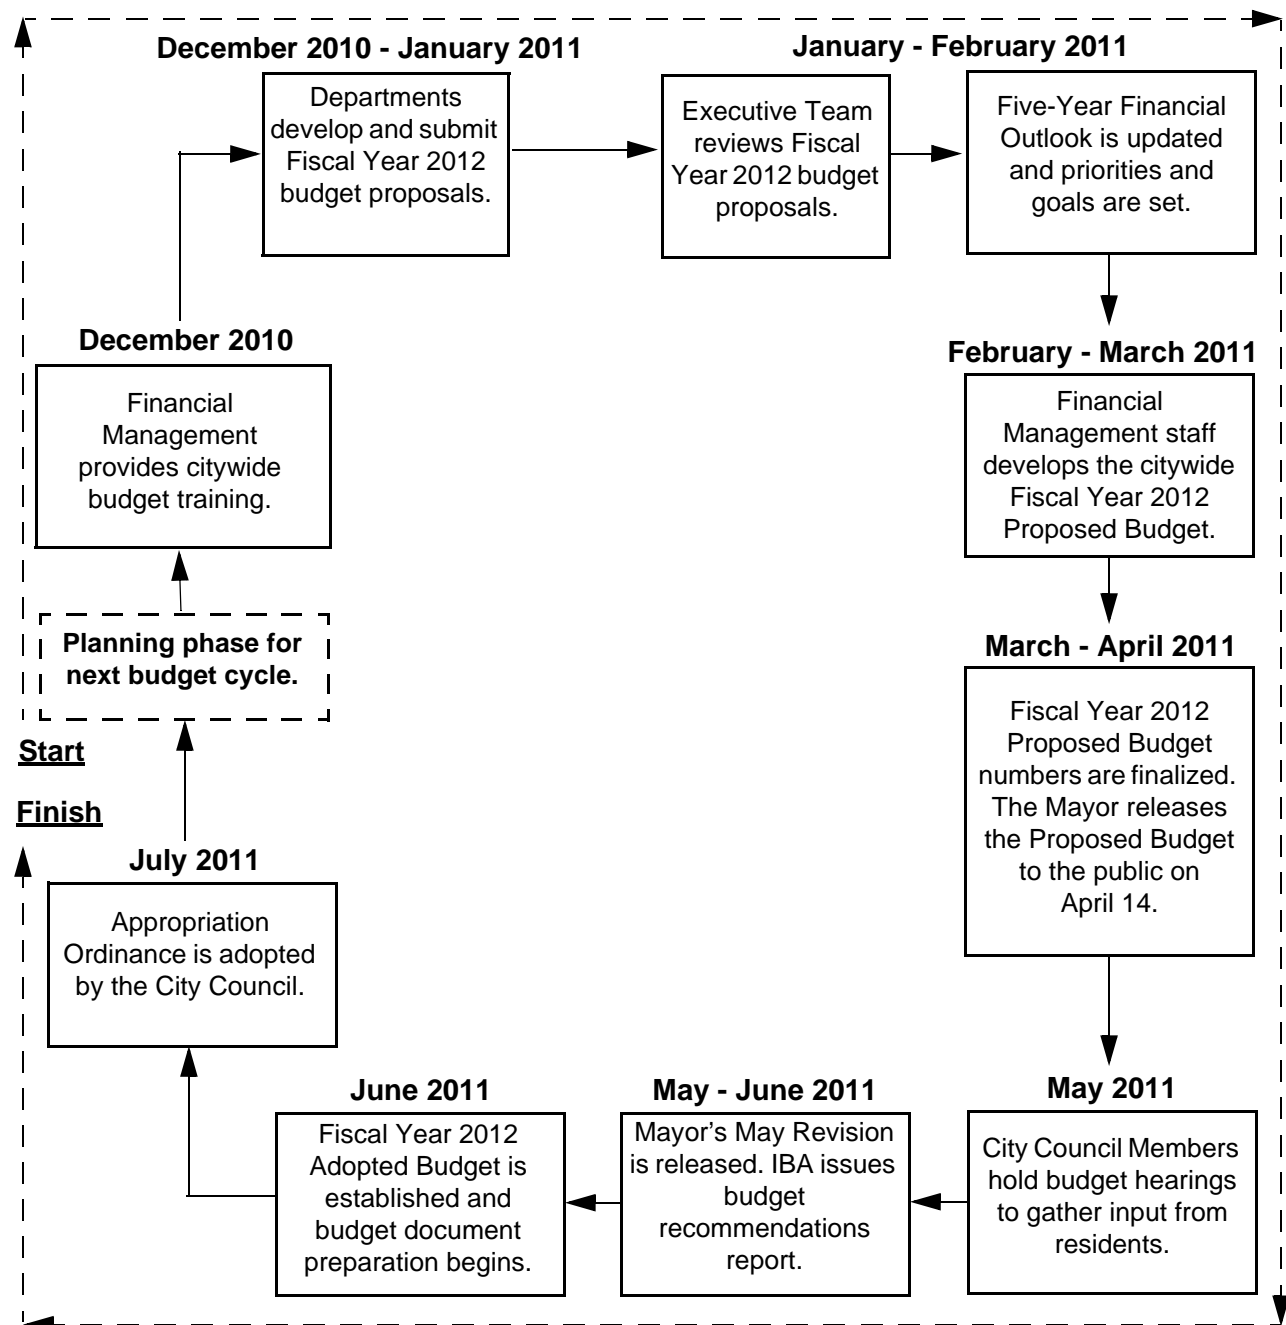 December 2010 - January 2011
Departments
develop and submit
Fiscal Year 2012
budget proposals.
January - February 2011
Executive Team
reviews Fiscal
Year 2012 budget
proposals.
Five-Year Financial
Outlook is updated
and priorities and
goals are set.
February - March 2011
Financial
Management staff
develops the citywide
Fiscal Year 2012
Proposed Budget.
March - April 2011
Fiscal Year 2012
Proposed Budget
numbers are finalized.
The Mayor releases
the Proposed Budget
to the public on
April 14.
May 2011
City Council Members
hold budget hearings
to gather input from
residents.
May - June 2011
Mayor's May Revision
is released. IBA issues
budget
recommendations
report.
June 2011
Fiscal Year 2012
Adopted Budget is
established and
budget document
preparation begins.
July 2011
Appropriation
Ordinance is adopted
by the City Council.
Finish
Start
Planning phase for
next budget cycle.
December 2010
Financial
Management
provides citywide
budget training.